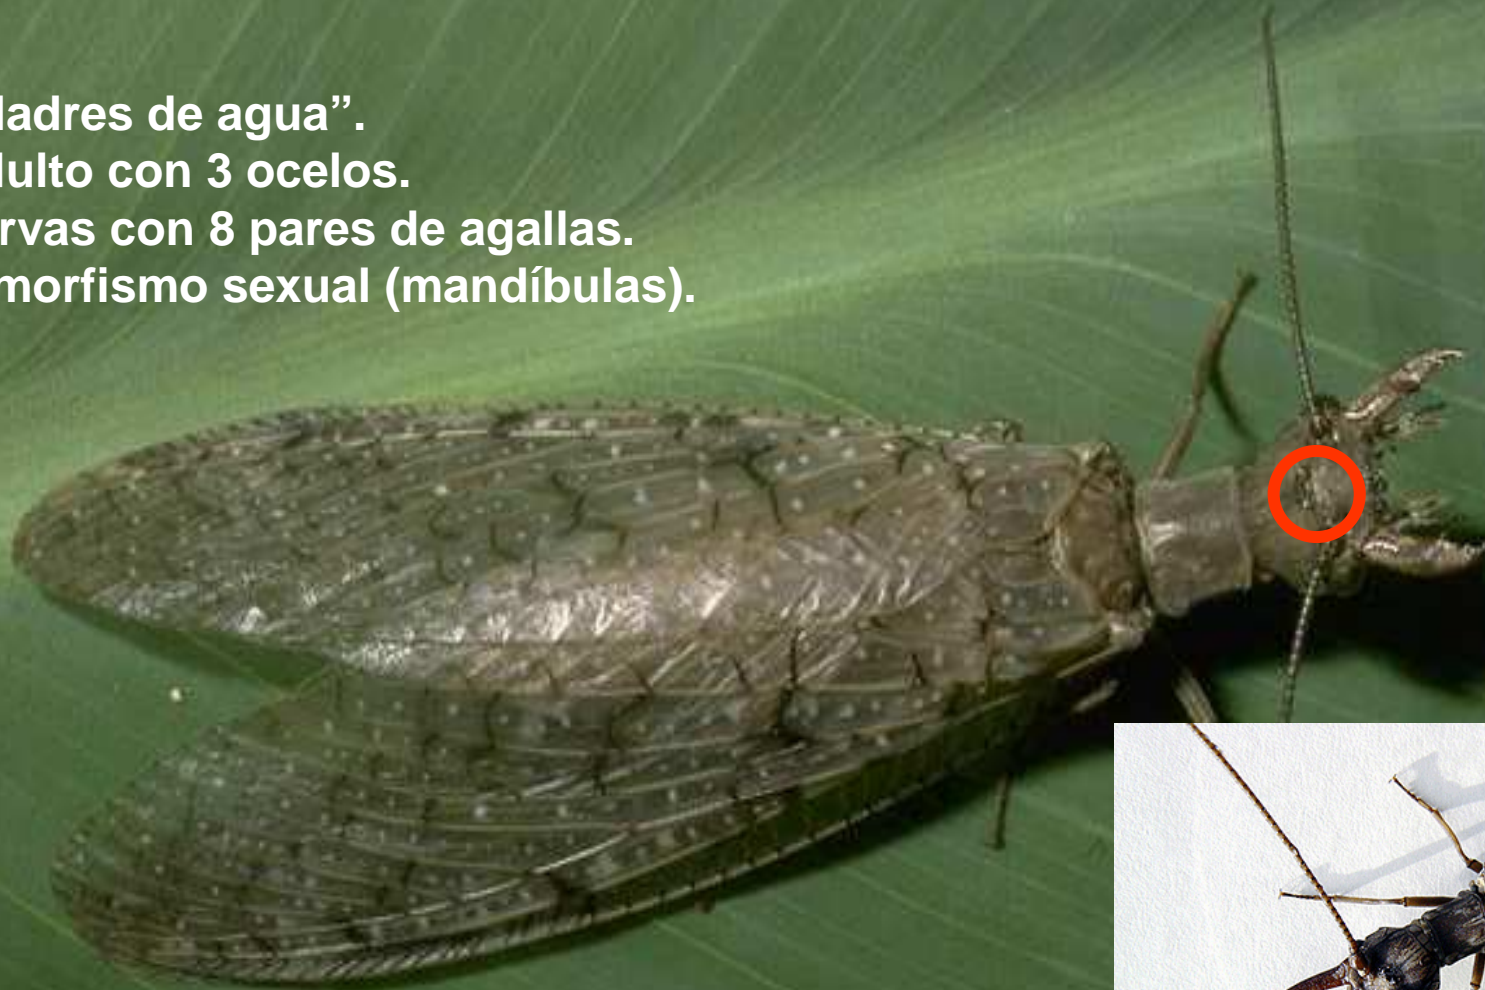 ladres de agua”.
lulto con 3 ocelos.
rvas con 8 pares de agallas.
morfismo sexual (mandíbulas).